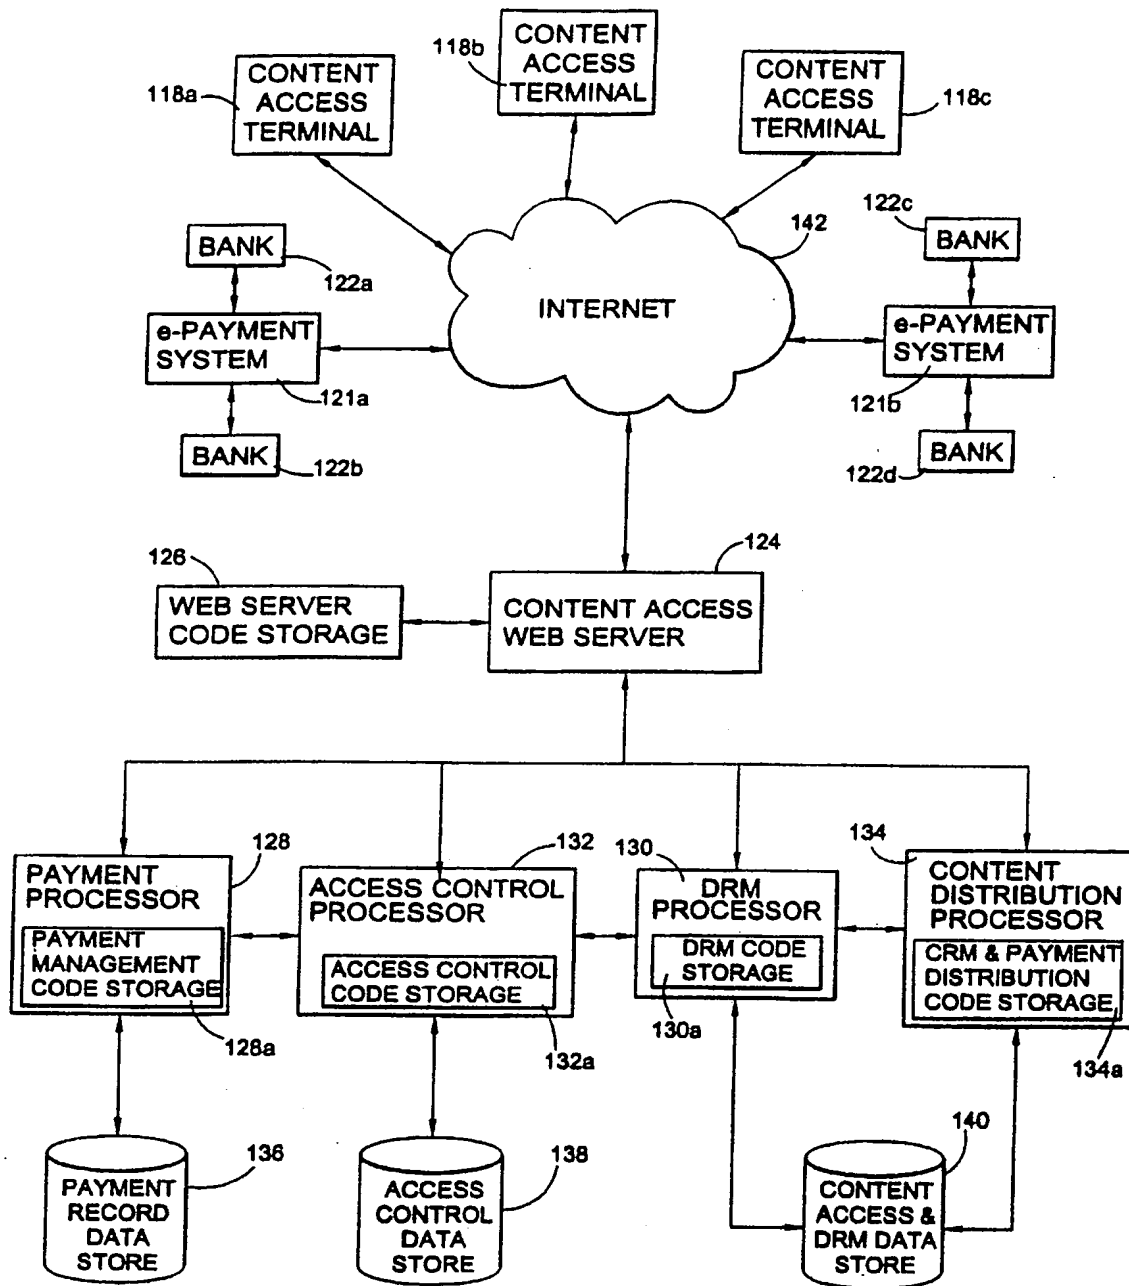 CONTENT
ACCESS
TERMINAL
118a
118b
CONTENT
ACCESS
TERMINAL
CONTENT
ACCESS
TERMINAL
118c
142
INTERNET
BANK
122a
e-PAYMENT
SYSTEM
121a
BANK
122b
122c
BANK
e-PAYMENT
SYSTEM
121b
BANK
122d
126
WEB SERVER
CODE STORAGE
124
CONTENT ACCESS
WEB SERVER
128
PAYMENT
PROCESSOR
PAYMENT
MANAGEMENT
CODE STORAGE
128a
132
ACCESS CONTROL
PROCESSOR
ACCESS CONTROL
CODE STORAGE
132a
130
DRM
PROCESSOR
DRM CODE
STORAGE
130a
134
CONTENT
DISTRIBUTION
PROCESSOR
CRM & PAYMENT
DISTRIBUTION
CODE STORAGE
134a
136
PAYMENT
RECORD
DATA
STORE
138
ACCESS
CONTROL
DATA
STORE
140
CONTENT
ACCESS &
DRM DATA
STORE